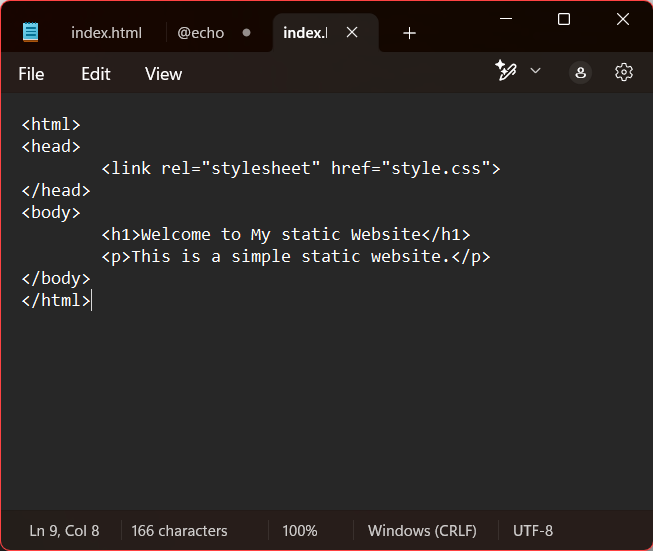 index.html @echo index.l
File Edit View
<html>
<head>
        <link rel="stylesheet" href="style.css">
</head>
<body>
        <h1>Welcome to My static Website</h1>
        <p>This is a simple static website.</p>
</body>
</html>
Ln 9, Col 8 166 characters 100% Windows (CRLF) UTF-8